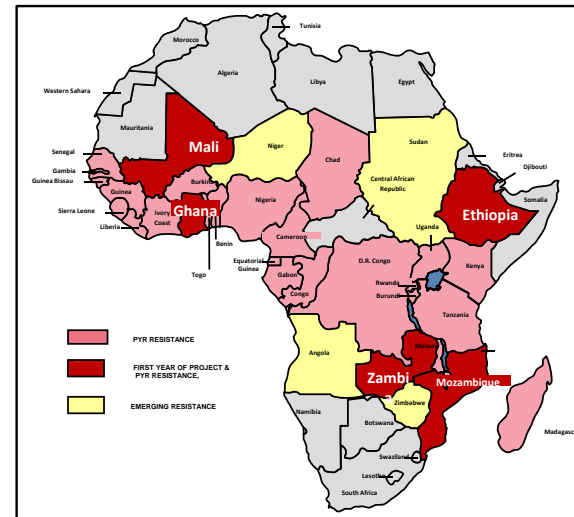 Tunisia
Morocco
Algeria
Western Sahara
Libya
Egypt
Mauritania
Mali
Niger
Sudan
Chad
Eritrea
Djibouti
Senegal
Gambia
Guinea Bissau
Guinea
Burkina
Central African
Republic
Sierra Leone
Ivory
Coast
Ghana
Nigeria
Ethiopia
Somalia
Liberia
Benin
Togo
Cameroon
Uganda
Equatorial
Guinea
Gabon
Congo
D.R. Congo
Rwanda
Burundi
Kenya
Tanzania
PYR RESISTANCE
FIRST YEAR OF PROJECT &
PYR RESISTANCE,
EMERGING RESISTANCE
Angola
Zambi
Mozambique
Zimbabwe
Namibia
Botswana
Madagasc
Swaziland
Lesotho
South Africa